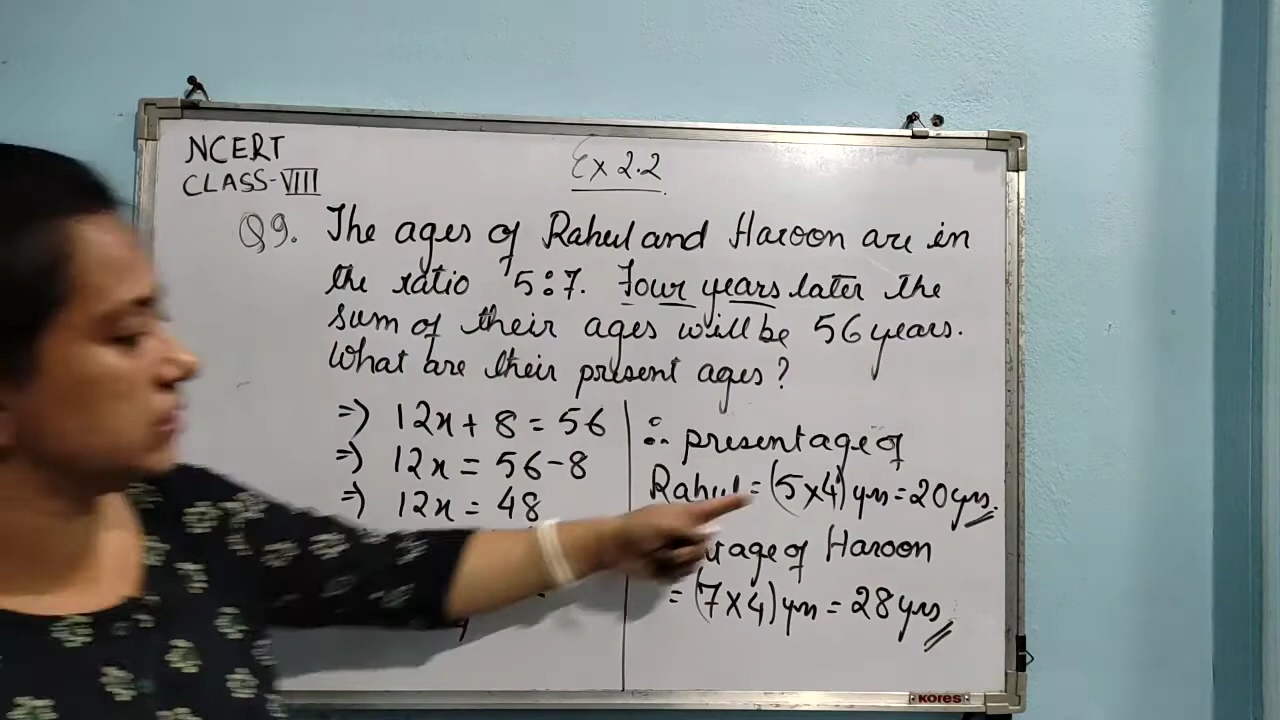 NCERT
CLASS-VIII
Ex 2.2
Q9. The ages of Rahul and Haroon are in
the ratio 5:7. Four years later the
sum of their ages will be 56 years.
What are their present ages?
=) 12x + 8 = 56
=) 12x = 56-8
=) 12x = 48
∴ present age of
Rahul = (5x4) yrs = 20 yrs.
age of Haroon
= (7x4) yrs = 28 yrs
KORES